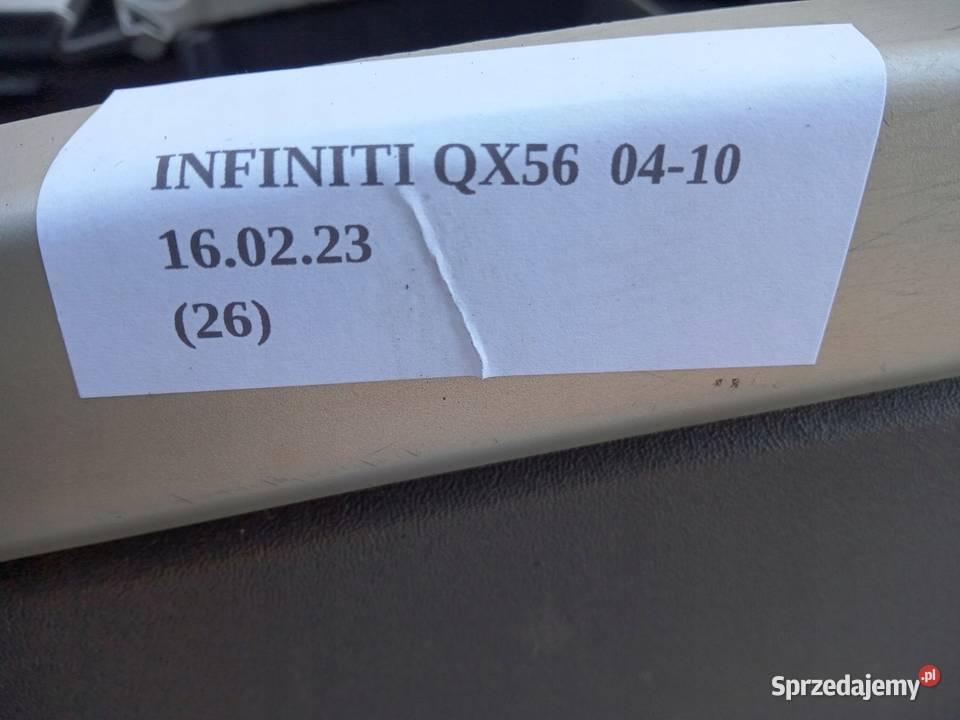 INFINITI QX56 04-10
16.02.23
(26)
Sprzedajemy.pl